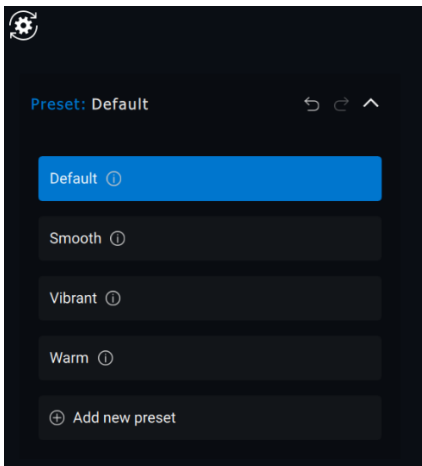 Preset: Default
Default
Smooth
Vibrant
Warm
Add new preset